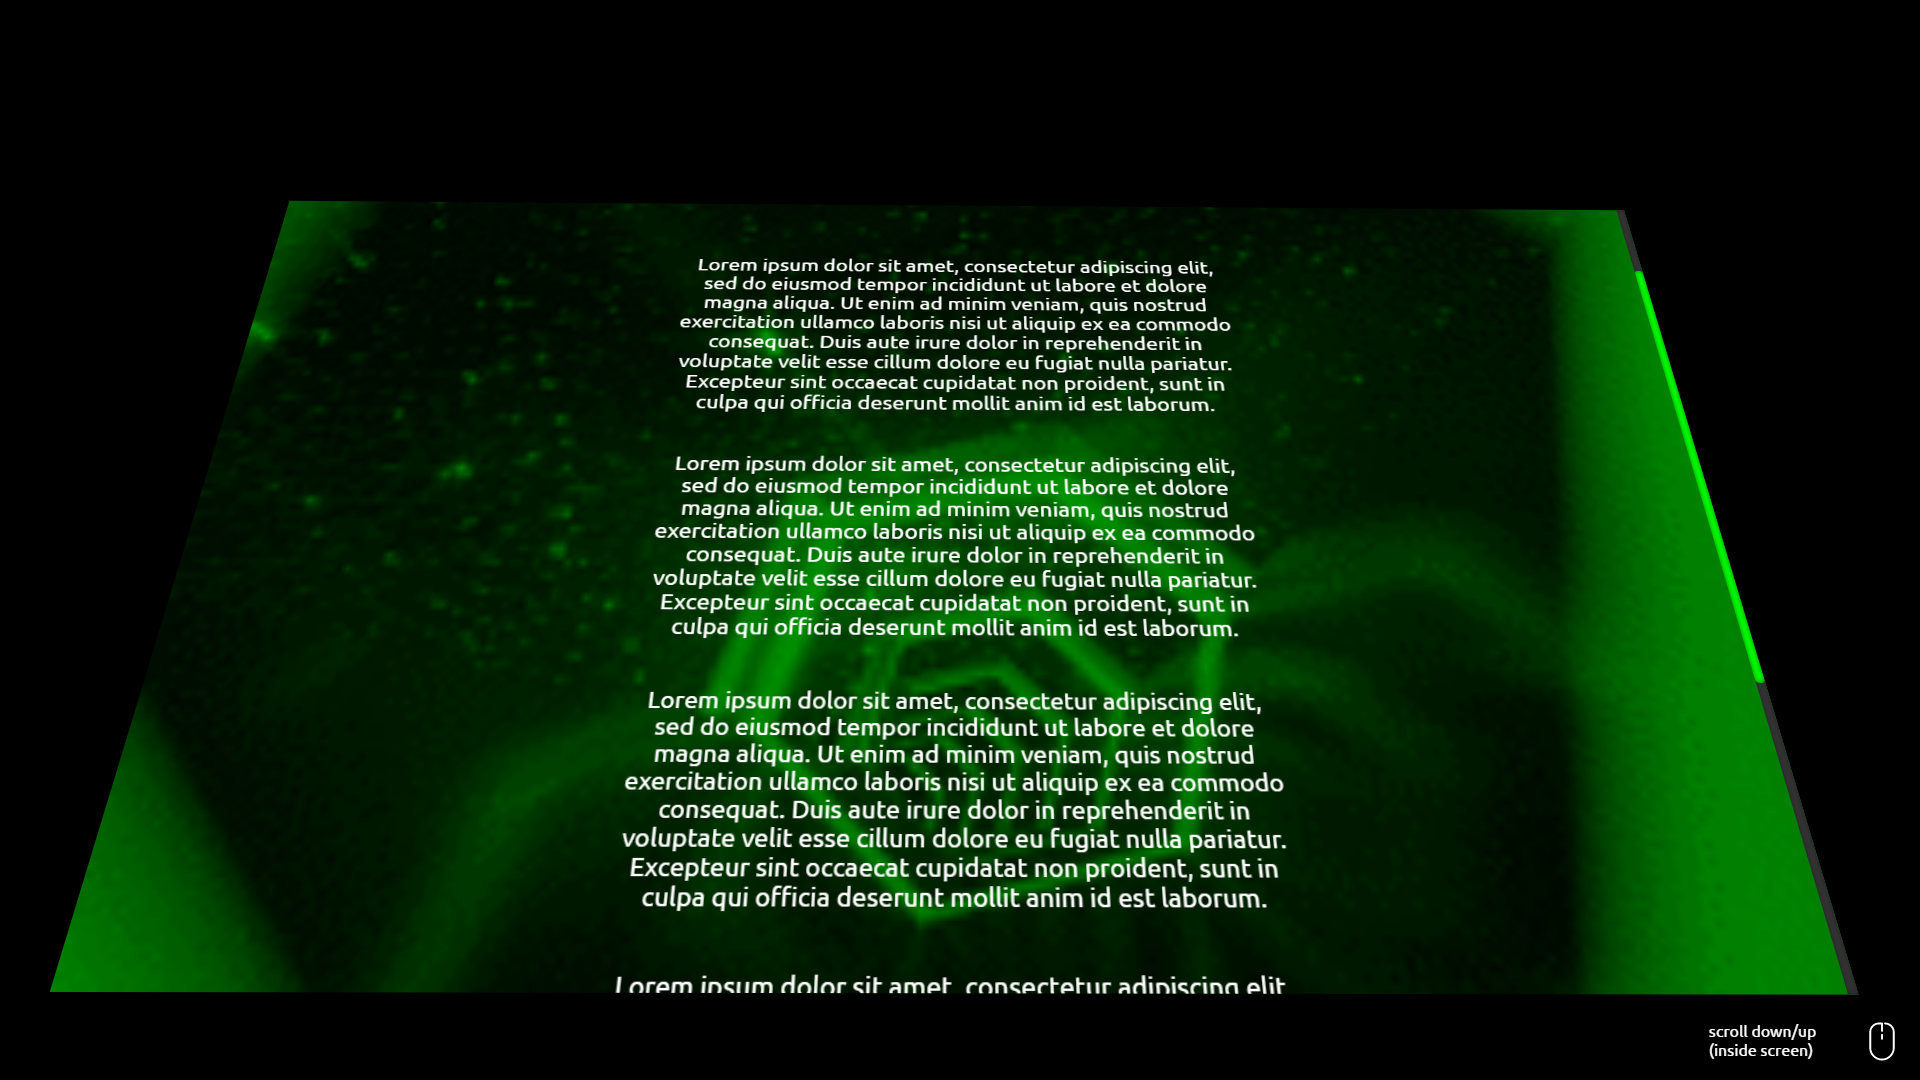 Lorem ipsum dolor sit amet, consectetur adipiscing elit,
sed do eiusmod tempor incididunt ut labore et dolore
magna aliqua. Ut enim ad minim veniam, quis nostrud
exercitation ullamco laboris nisi ut aliquip ex ea commodo
consequat. Duis aute irure dolor in reprehenderit in
voluptate velit esse cillum dolore eu fugiat nulla pariatur.
Excepteur sint occaecat cupidatat non proident, sunt in
culpa qui officia deserunt mollit anim id est laborum.
Lorem ipsum dolor sit amet, consectetur adipiscing elit,
sed do eiusmod tempor incididunt ut labore et dolore
magna aliqua. Ut enim ad minim veniam, quis nostrud
exercitation ullamco laboris nisi ut aliquip ex ea commodo
consequat. Duis aute irure dolor in reprehenderit in
voluptate velit esse cillum dolore eu fugiat nulla pariatur.
Excepteur sint occaecat cupidatat non proident, sunt in
culpa qui officia deserunt mollit anim id est laborum.
Lorem ipsum dolor sit amet, consectetur adipiscing elit,
sed do eiusmod tempor incididunt ut labore et dolore
magna aliqua. Ut enim ad minim veniam, quis nostrud
exercitation ullamco laboris nisi ut aliquip ex ea commodo
consequat. Duis aute irure dolor in reprehenderit in
voluptate velit esse cillum dolore eu fugiat nulla pariatur.
Excepteur sint occaecat cupidatat non proident, sunt in
culpa qui officia deserunt mollit anim id est laborum.
Lorem ipsum dolor sit amet, consectetur adipiscing elit
scroll down/up
(inside screen)